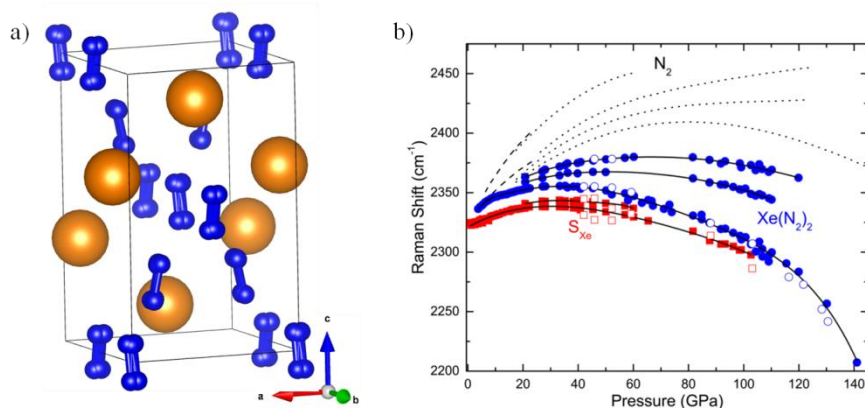 a)
c
a
b
b)
Raman Shift (cm⁻¹)
2450
2400
2350
2300
2250
2200
N₂
Xe(N₂)₂
S_Xe
0 20 40 60 80 100 120 140
Pressure (GPa)